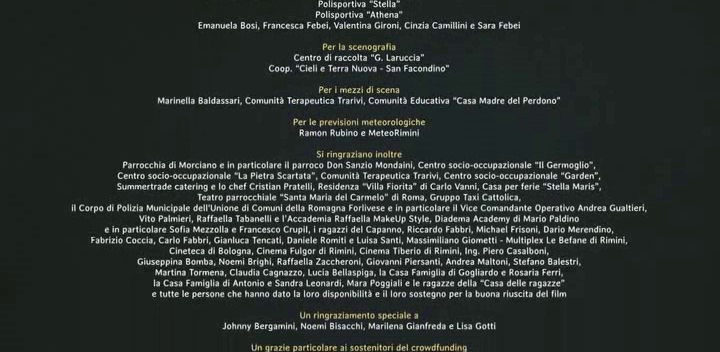 Polisportiva "Stella"
Polisportiva "Athena"
Emanuela Bosi, Francesca Febei, Valentina Gironi, Cinzia Camillini e Sara Febei
Per la scenografia
Centro di raccolta "G. Laruccia"
Coop. "Cieli e Terra Nuova - San Facondino"
Per i mezzi di scena
Marinella Baldassari, Comunità Terapeutica Trarivi, Comunità Educativa "Casa Madre del Perdono"
Per le previsioni meteorologiche
Ramon Rubino e MeteoRimini
Si ringraziano inoltre
Parrocchia di Morciano e in particolare il parroco Don Sanzio Mondaini, Centro socio-occupazionale "Il Germoglio",
Centro socio-occupazionale "La Pietra Scartata", Comunità Terapeutica Trarivi, Centro socio-occupazionale "Garden",
Summertrade catering e lo chef Cristian Pratelli, Residenza "Villa Fiorita" di Carlo Vanni, Casa per ferie "Stella Maris",
Teatro parrocchiale "Santa Maria del Carmelo" di Roma, Gruppo Taxi Cattolica,
il Corpo di Polizia Municipale dell'Unione di Comuni della Romagna Forlivese e in particolare il Vice Comandante Operativo Andrea Gualtieri,
Vito Palmieri, Raffaella Tabanelli e l'Accademia Raffaella MakeUp Style, Diadema Academy di Mario Paldino
e in particolare Sofia Mezzolla e Francesco Crupil, i ragazzi del Capanno, Riccardo Fabbri, Michael Frisoni, Dario Merendino,
Fabrizio Coccia, Carlo Fabbri, Gianluca Tencati, Daniele Romiti e Luisa Santi, Massimiliano Giometti - Multiplex Le Befane di Rimini,
Cineteca di Bologna, Cinema Fulgor di Rimini, Cinema Tiberio di Rimini, Ing. Piero Casalboni,
Giuseppina Bomba, Noemi Brighi, Raffaella Zaccheroni, Giovanni Piersanti, Andrea Maltoni, Stefano Balestri,
Martina Tormena, Claudia Cagnazzo, Lucia Bellaspiga, la Casa Famiglia di Gogliardo e Rosaria Ferri,
la Casa Famiglia di Antonio e Sandra Leonardi, Mara Poggiali e le ragazze della "Casa delle ragazze"
e tutte le persone che hanno dato la loro disponibilità e il loro sostegno per la buona riuscita del film
Un ringraziamento speciale a
Johnny Bergamini, Noemi Bisacchi, Marilena Gianfreda e Lisa Gotti
Un grazie particolare ai sostenitori del crowdfunding